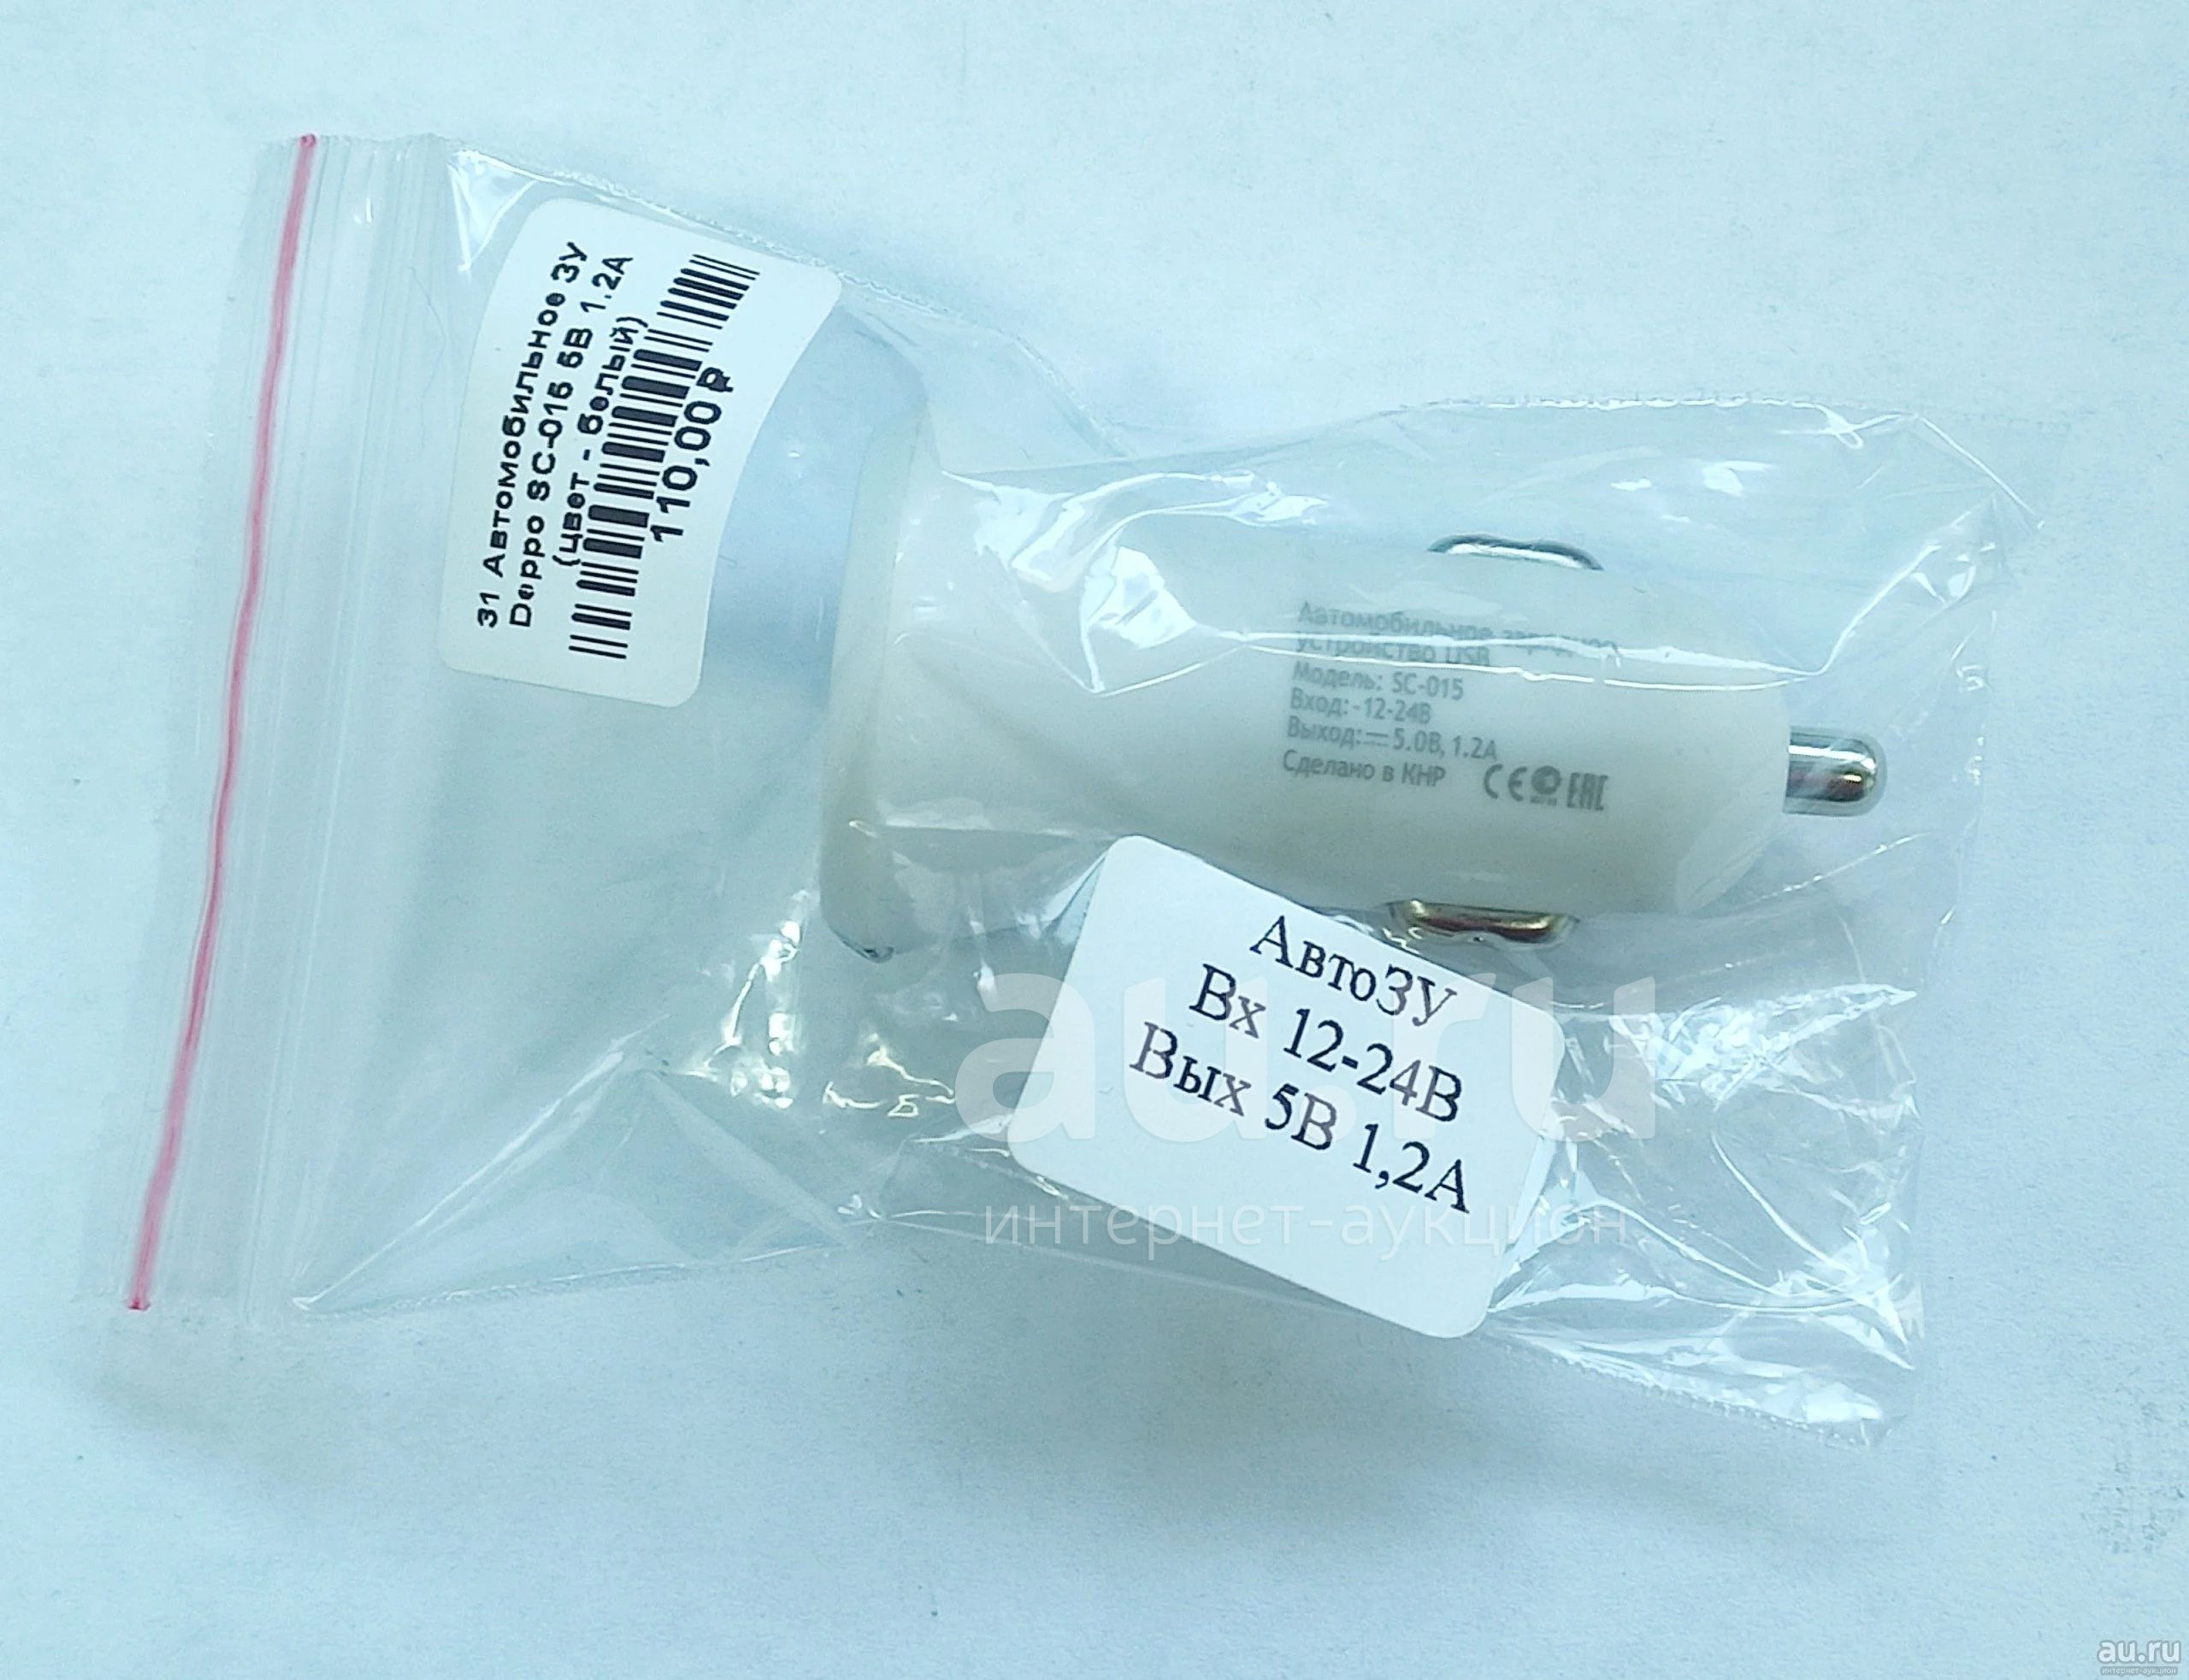 31 Автомобильное ЗУ
Deppo SC-015 5В 1.2А
(цвет - белый)
110,00 ₽
Автомобильное зарядное
устройство USB
Модель: SC-015
Вход: -12-24В
Выход: 5.0В, 1.2А
Сделано в КНР CE EAC
АвтоЗУ
Вх 12-24В
Вых 5В 1,2А
au.ru
интернет-аукцион
au.ru
интернет-аукцион